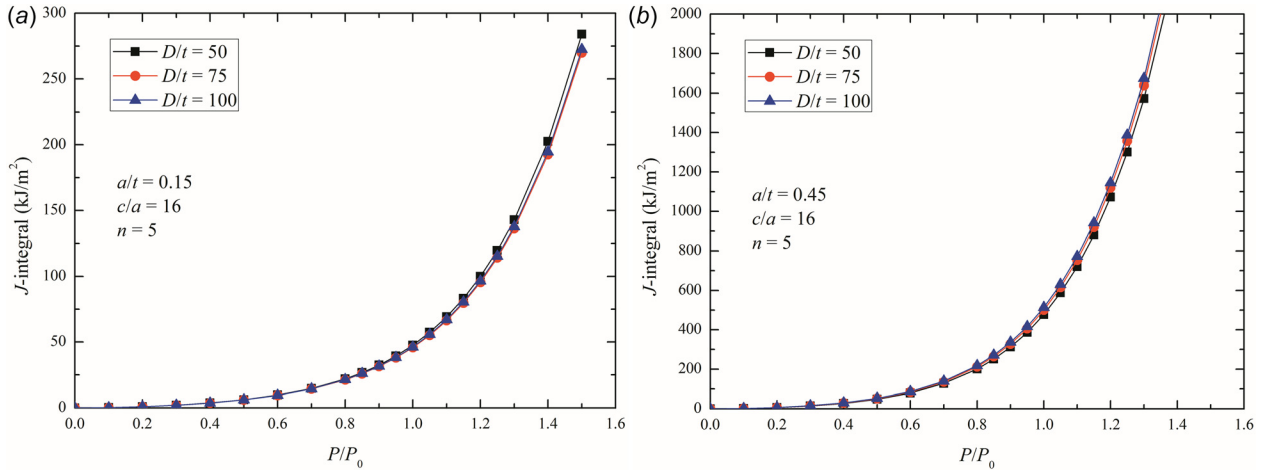 (a)
300
250
200
150
100
50
0
J-integral (kJ/m²)
D/t = 50
D/t = 75
D/t = 100
a/t = 0.15
c/a = 16
n = 5
0.0 0.2 0.4 0.6 0.8 1.0 1.2 1.4 1.6
P/P₀
(b)
2000
1800
1600
1400
1200
1000
800
600
400
200
0
J-integral (kJ/m²)
D/t = 50
D/t = 75
D/t = 100
a/t = 0.45
c/a = 16
n = 5
0.0 0.2 0.4 0.6 0.8 1.0 1.2 1.4 1.6
P/P₀